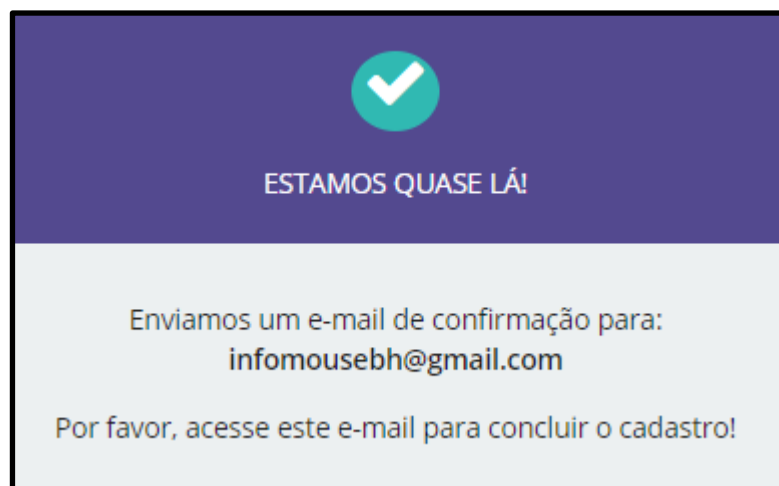 ESTAMOS QUASE LÁ!
Enviamos um e-mail de confirmação para:
infomousebh@gmail.com
Por favor, acesse este e-mail para concluir o cadastro!